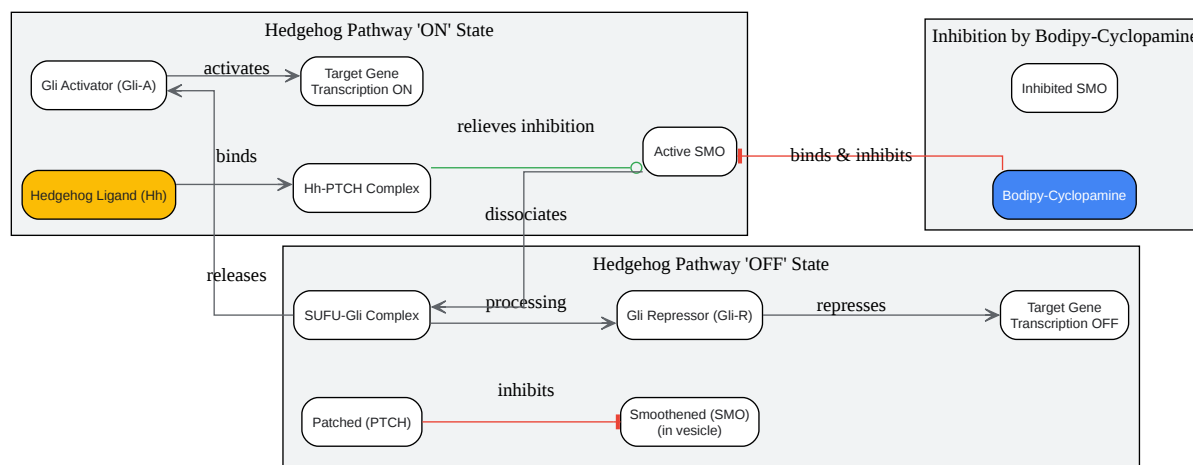 Hedgehog Pathway 'ON' State
Gli Activator (Gli-A)
activates
Target Gene
Transcription ON
relieves inhibition
Active SMO
binds
Hedgehog Ligand (Hh)
Hh-PTCH Complex
dissociates
releases
Inhibition by Bodipy-Cyclopamine
Inhibited SMO
binds & inhibits
Bodipy-Cyclopamine
Hedgehog Pathway 'OFF' State
SUFU-Gli Complex
processing
Gli Repressor (Gli-R)
represses
Target Gene
Transcription OFF
Patched (PTCH)
inhibits
Smoothened (SMO)
(in vesicle)